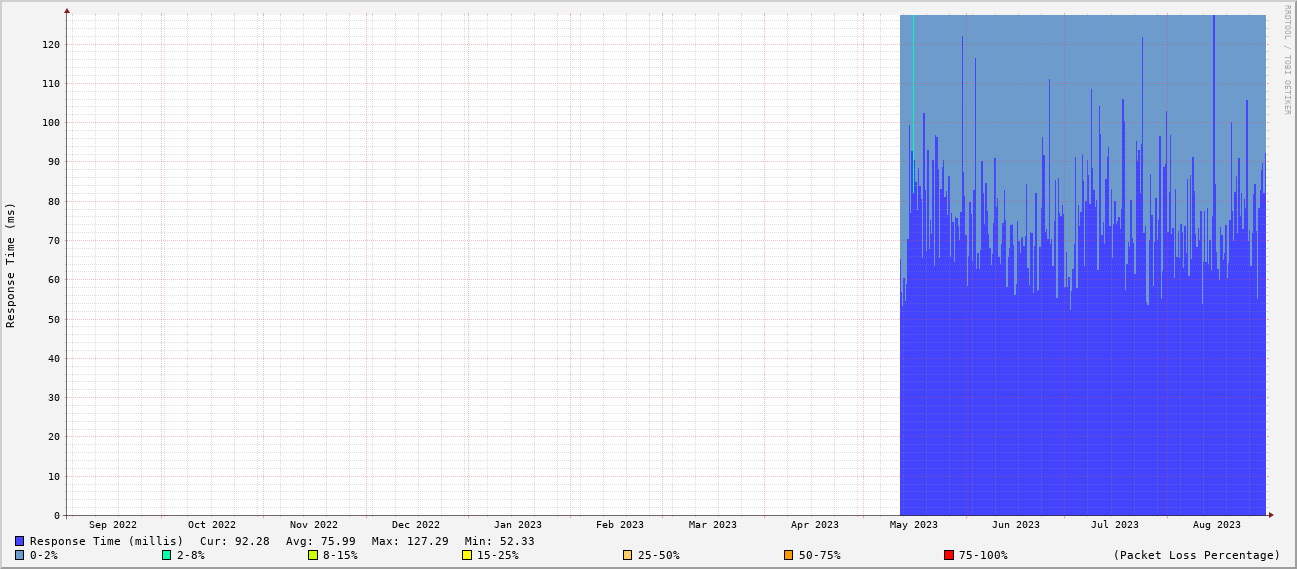 RRDTOOL / TOBI OETIKER
Response Time (ms)
120
110
100
90
80
70
60
50
40
30
20
10
0
Sep 2022 Oct 2022 Nov 2022 Dec 2022 Jan 2023 Feb 2023 Mar 2023 Apr 2023 May 2023 Jun 2023 Jul 2023 Aug 2023
Response Time (millis) Cur: 92.28 Avg: 75.99 Max: 127.29 Min: 52.33
0-2% 2-8% 8-15% 15-25% 25-50% 50-75% 75-100% (Packet Loss Percentage)